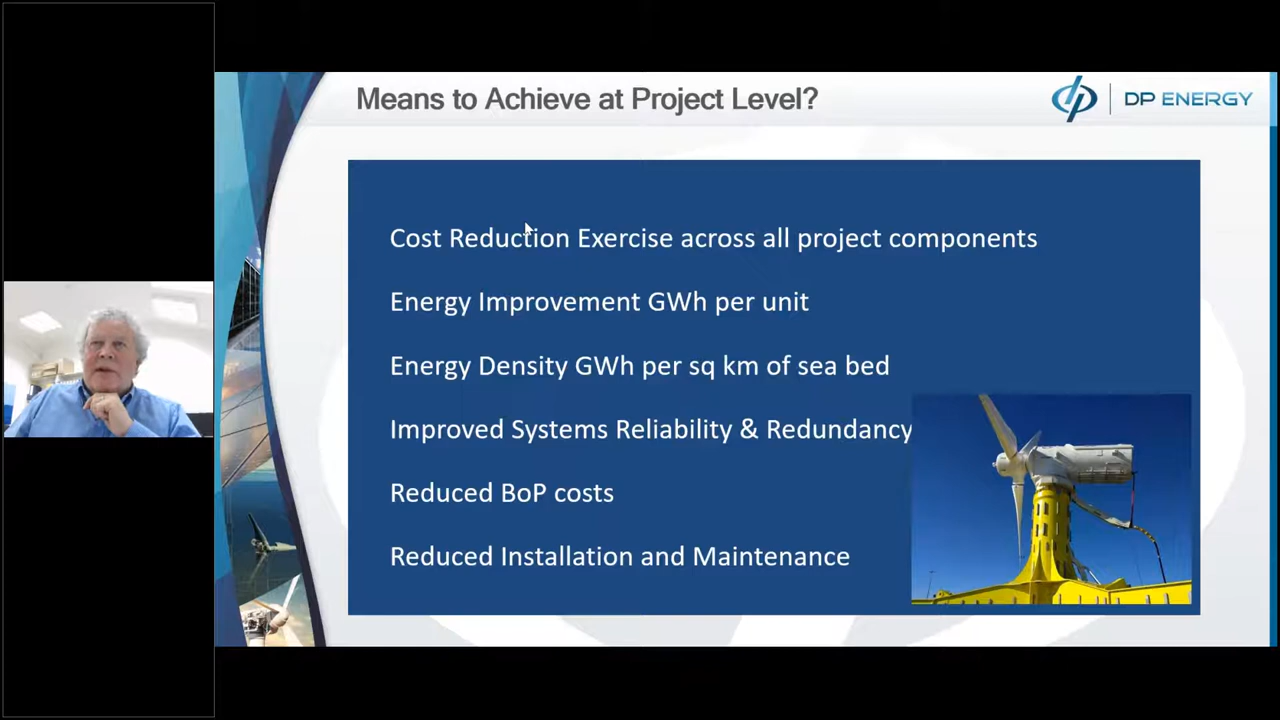 Means to Achieve at Project Level?
DP ENERGY
Cost Reduction Exercise across all project components
Energy Improvement GWh per unit
Energy Density GWh per sq km of sea bed
Improved Systems Reliability & Redundancy
Reduced BoP costs
Reduced Installation and Maintenance